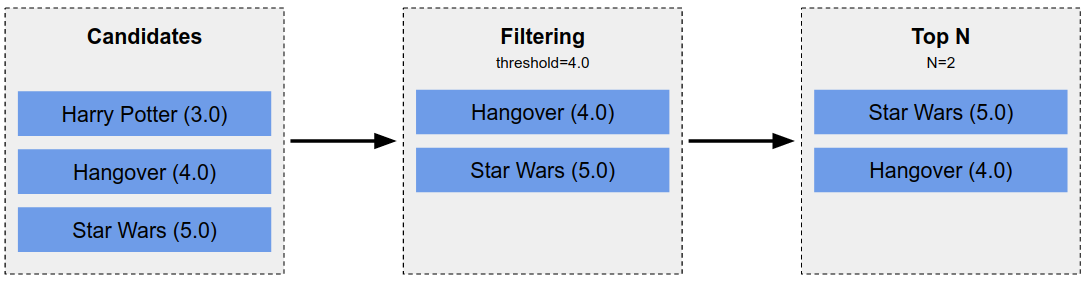 Candidates
Harry Potter (3.0)
Hangover (4.0)
Star Wars (5.0)
Filtering
threshold=4.0
Hangover (4.0)
Star Wars (5.0)
Top N
N=2
Star Wars (5.0)
Hangover (4.0)